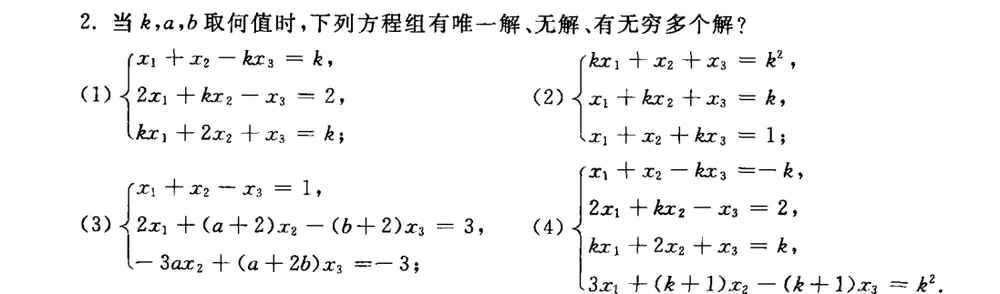 2. 当 k,a,b 取何值时,下列方程组有唯一解、无解、有无穷多个解?
(1) { x₁ + x₂ − kx₃ = k,
2x₁ + kx₂ − x₃ = 2,
kx₁ + 2x₂ + x₃ = k;
(2) { kx₁ + x₂ + x₃ = k²,
x₁ + kx₂ + x₃ = k,
x₁ + x₂ + kx₃ = 1;
(3) { x₁ + x₂ − x₃ = 1,
2x₁ + (a + 2)x₂ − (b + 2)x₃ = 3,
− 3ax₂ + (a + 2b)x₃ = − 3;
(4) { x₁ + x₂ − kx₃ = − k,
2x₁ + kx₂ − x₃ = 2,
kx₁ + 2x₂ + x₃ = k,
3x₁ + (k + 1)x₂ − (k + 1)x₃ = k².